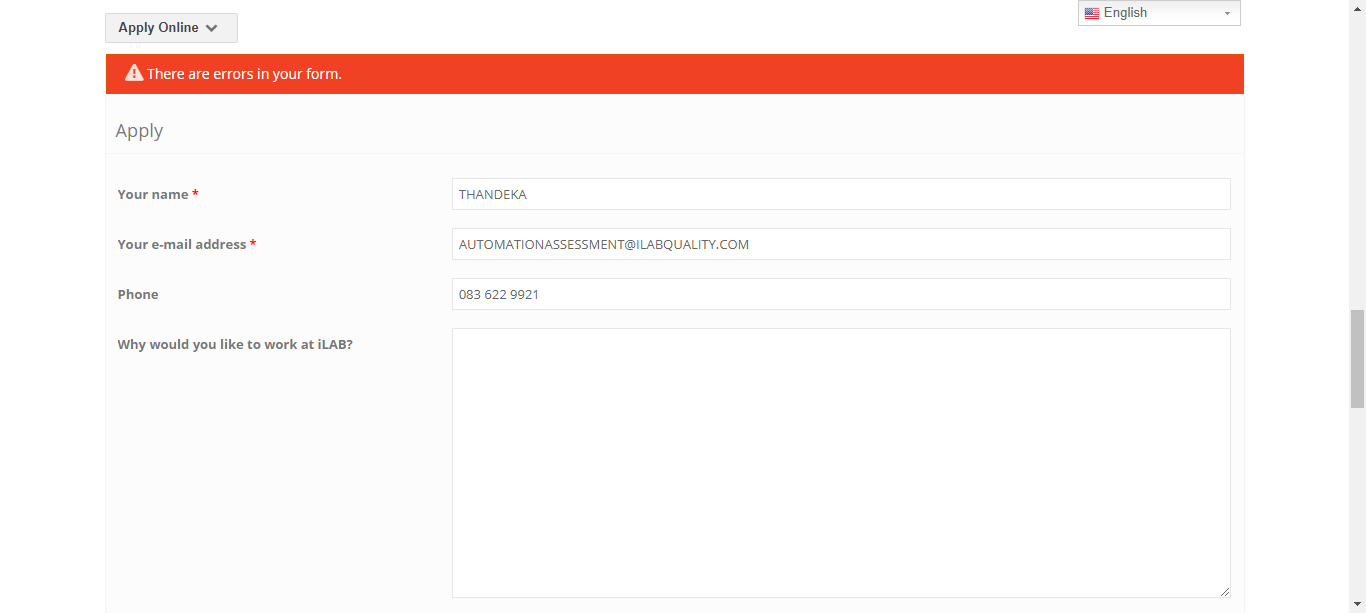 English
Apply Online
There are errors in your form.
Apply
Your name *
THANDEKA
Your e-mail address *
AUTOMATIONASSESSMENT@ILABQUALITY.COM
Phone
083 622 9921
Why would you like to work at iLAB?